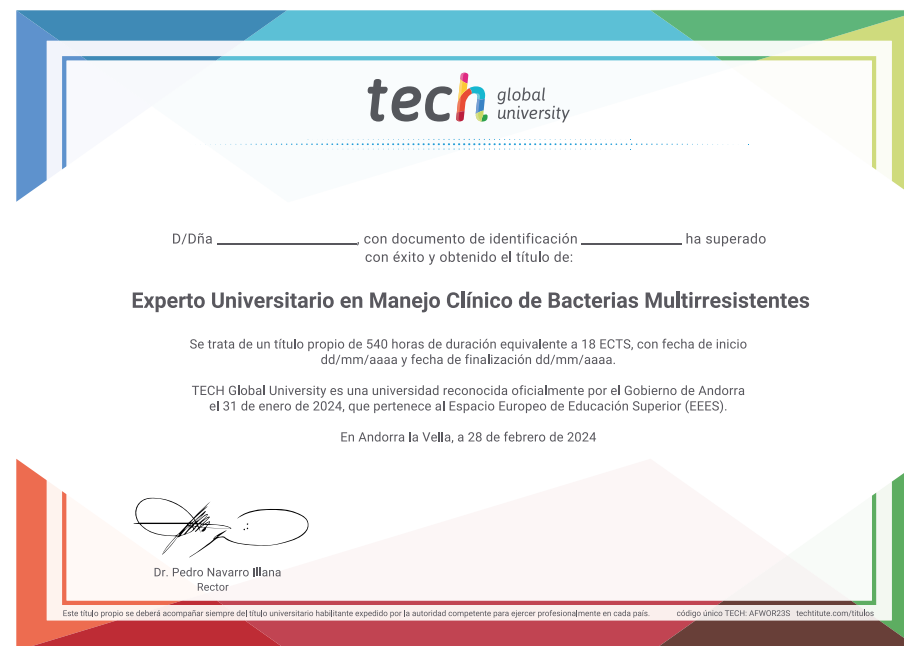 tech global university
D/Dña ____________________, con documento de identificación ______________ ha superado
con éxito y obtenido el título de:
Experto Universitario en Manejo Clínico de Bacterias Multirresistentes
Se trata de un título propio de 540 horas de duración equivalente a 18 ECTS, con fecha de inicio
dd/mm/aaaa y fecha de finalización dd/mm/aaaa.
TECH Global University es una universidad reconocida oficialmente por el Gobierno de Andorra
el 31 de enero de 2024, que pertenece al Espacio Europeo de Educación Superior (EEES).
En Andorra la Vella, a 28 de febrero de 2024
Dr. Pedro Navarro Illana
Rector
Este título propio se deberá acompañar siempre del título universitario habilitante expedido por la autoridad competente para ejercer profesionalmente en cada país. código único TECH: AFWOR23S techtitute.com/titulos